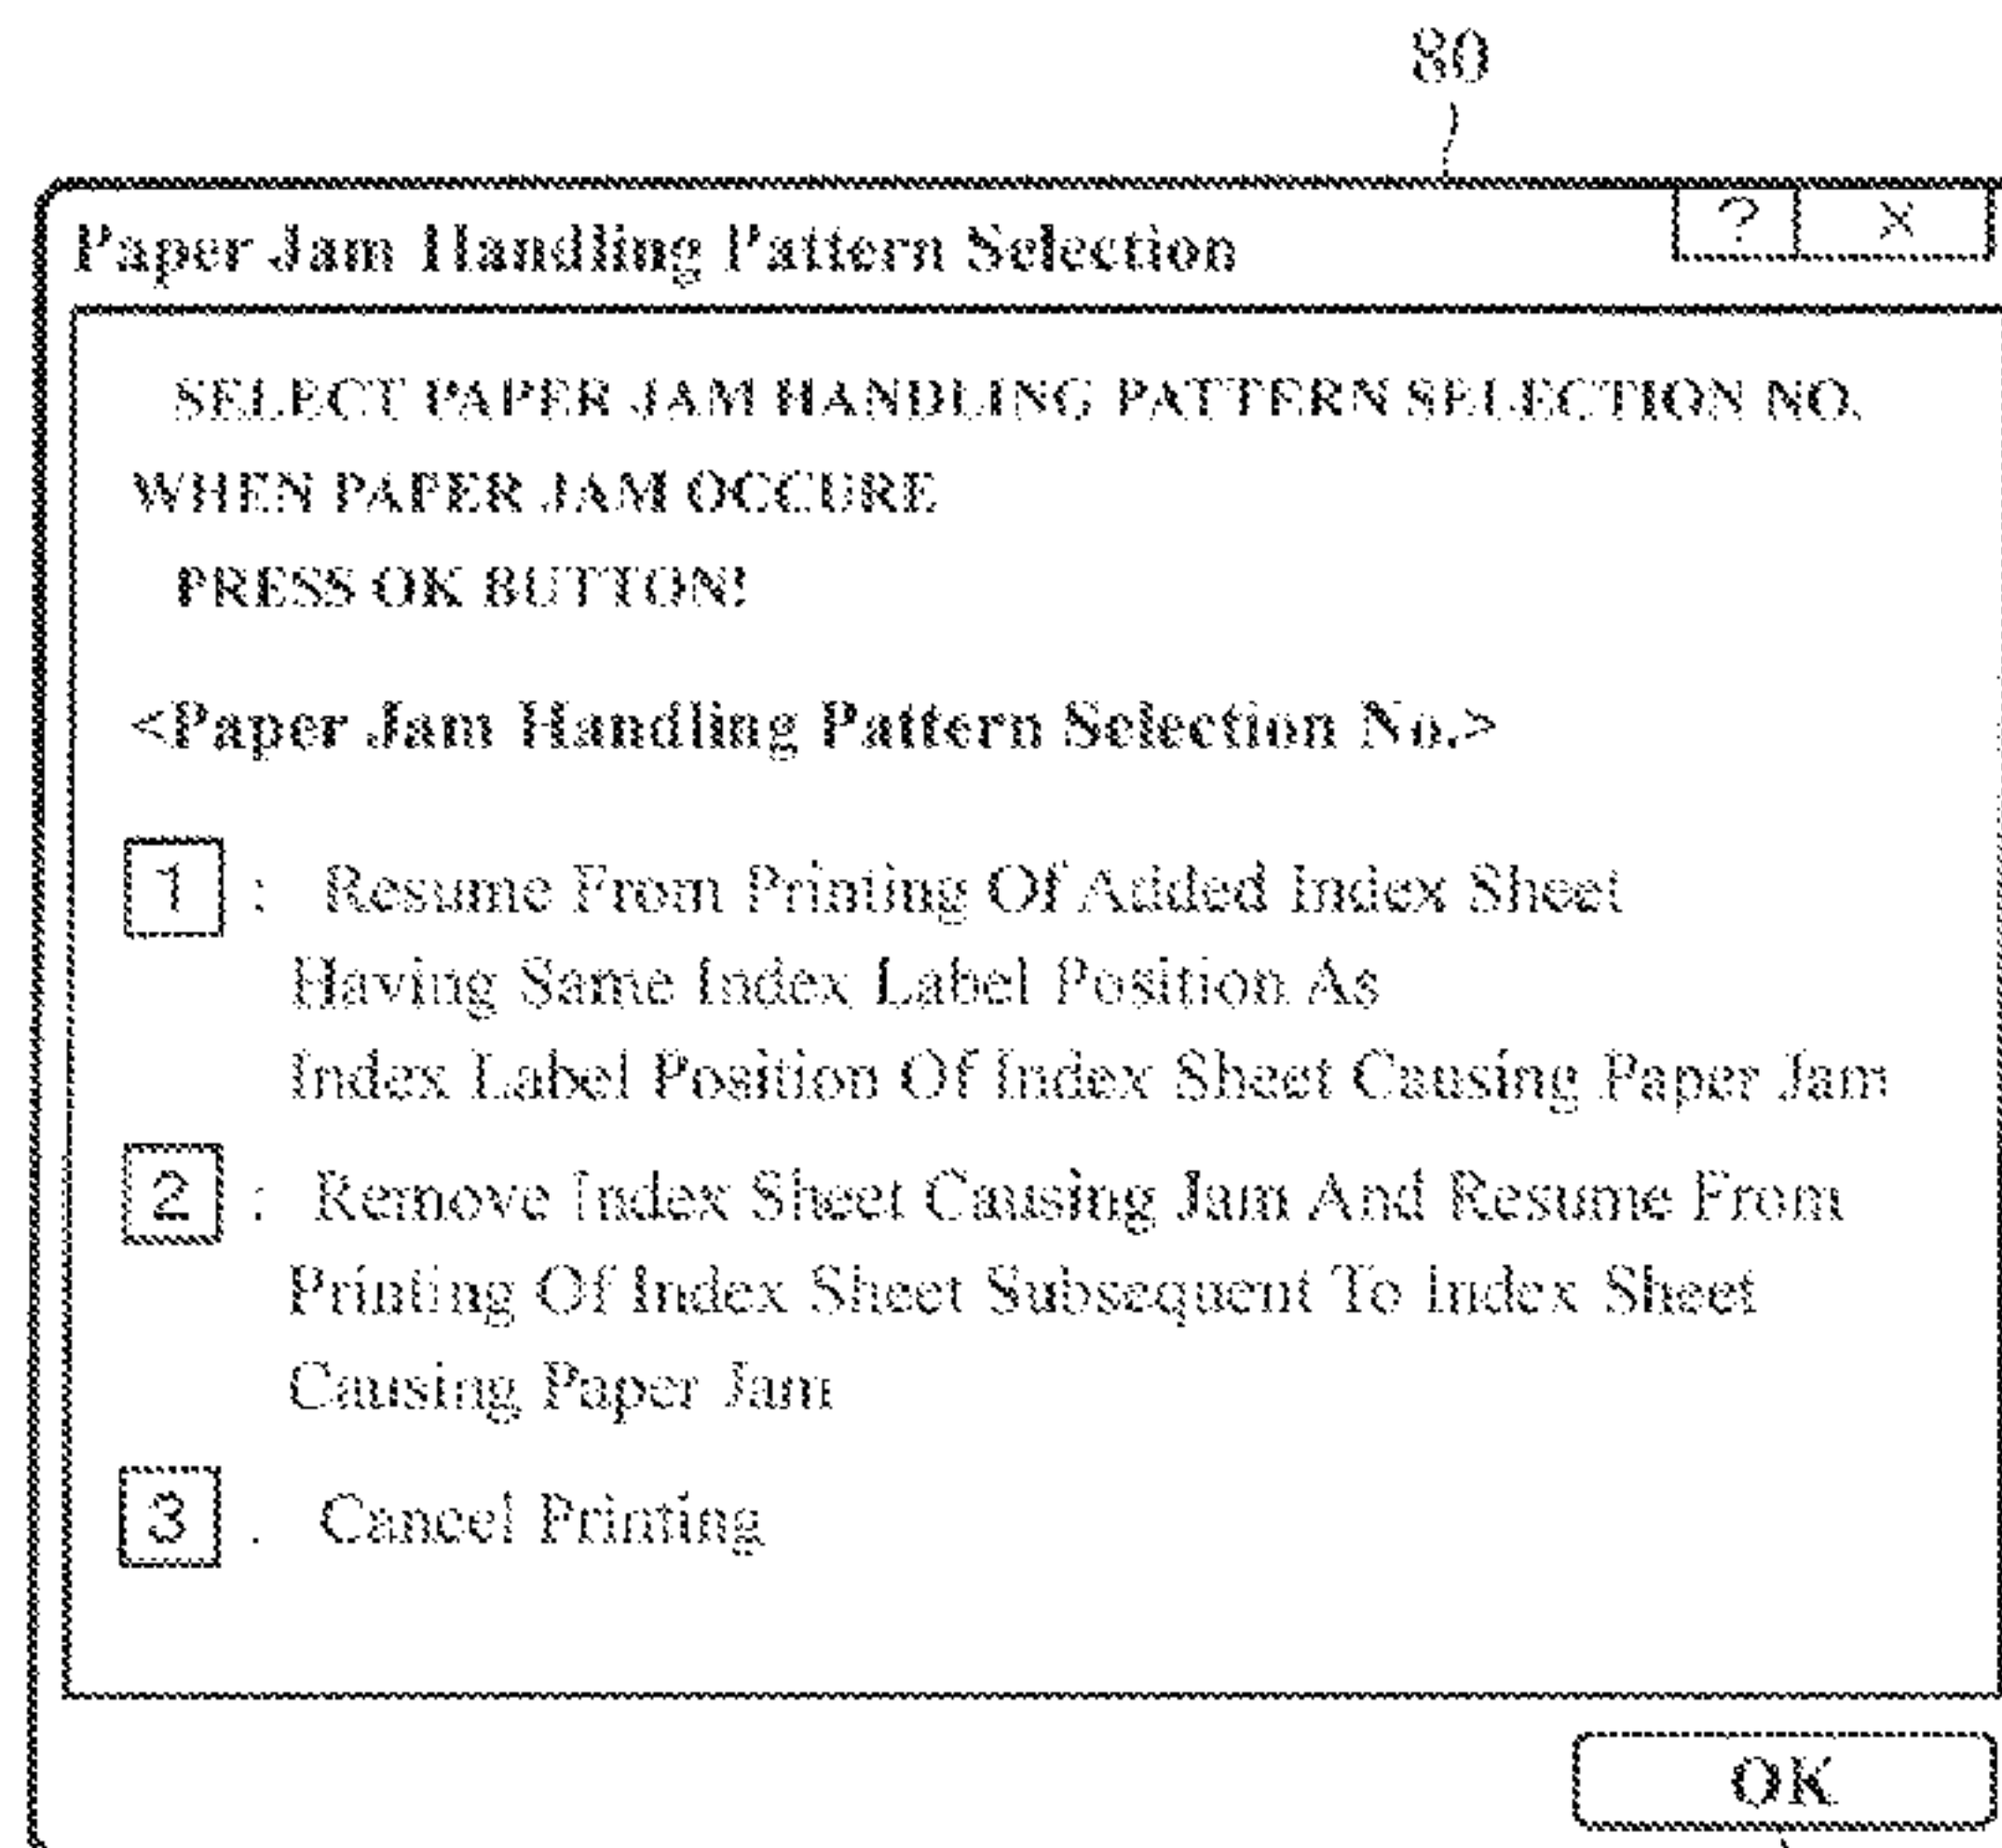 80
Paper Jam Handling Pattern Selection ? ×
SELECT PAPER JAM HANDLING PATTERN SELECTION NO.
WHEN PAPER JAM OCCURE
PRESS OK BUTTON!
<Paper Jam Handling Pattern Selection No.>
1 : Resume From Printing Of Added Index Sheet
Having Same Index Label Position As
Index Label Position Of Index Sheet Causing Paper Jam
2 : Remove Index Sheet Causing Jam And Resume From
Printing Of Index Sheet Subsequent To Index Sheet
Causing Paper Jam
3 . Cancel Printing
OK